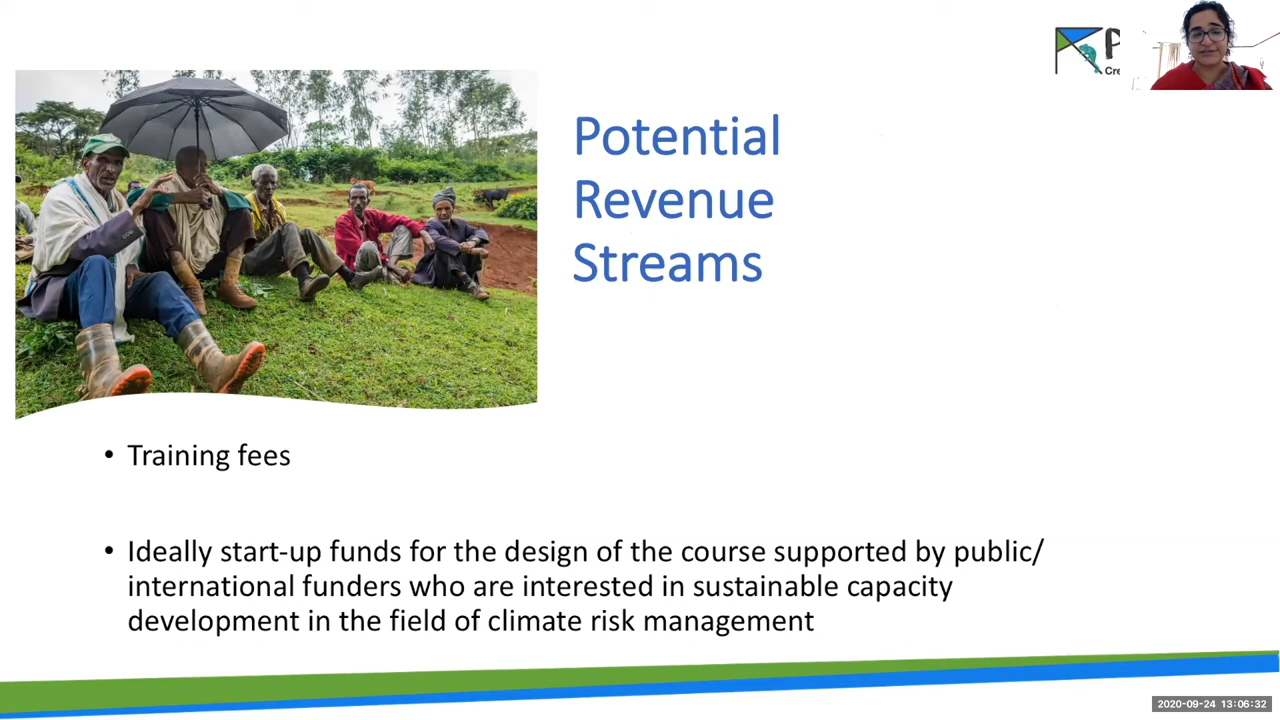 Potential
Revenue
Streams
• Training fees
• Ideally start-up funds for the design of the course supported by public/
international funders who are interested in sustainable capacity
development in the field of climate risk management
2020-09-24 13:06:32